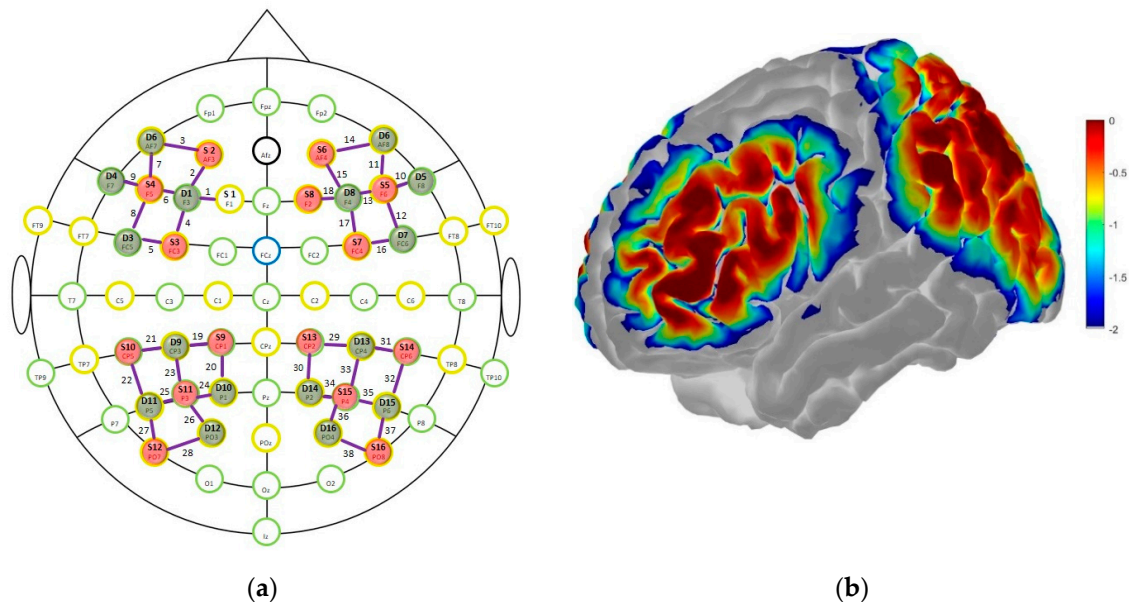 Fp1 Fpz Fp2
D6 3 S 2 Afz S6 14 D6
AF7 AF3 AF4 AF8
7 2 15 11
D4 9 S4 6 D1 1 S 1 Fz S8 18 D8 13 S5 10 D5
F7 F5 F3 F1 F2 F4 F6 F8
8 4 17 12
FT9 FT7 D3 5 S3 FC1 FCz FC2 S7 16 D7 FT8 FT10
FC5 FC3 FC4 FC6
T7 C5 C3 C1 Cz C2 C4 C6 T8
S10 21 D9 19 S9 CPz S13 29 D13 31 S14
CP5 CP3 CP1 CP2 CP4
TP9 TP7 22 23 20 30 33 32 TP8 TP10
D11 25 S11 24 D10 Pz D14 34 S15 35 D15
P5 P3 P1 P2 P4 P6
P7 27 26 D12 POz D16 36 37 P8
PO3 PO4
S12 28 38 S16
PO7 PO8
O1 Oz O2
Iz
0
-0.5
-1
-1.5
-2
(a) (b)